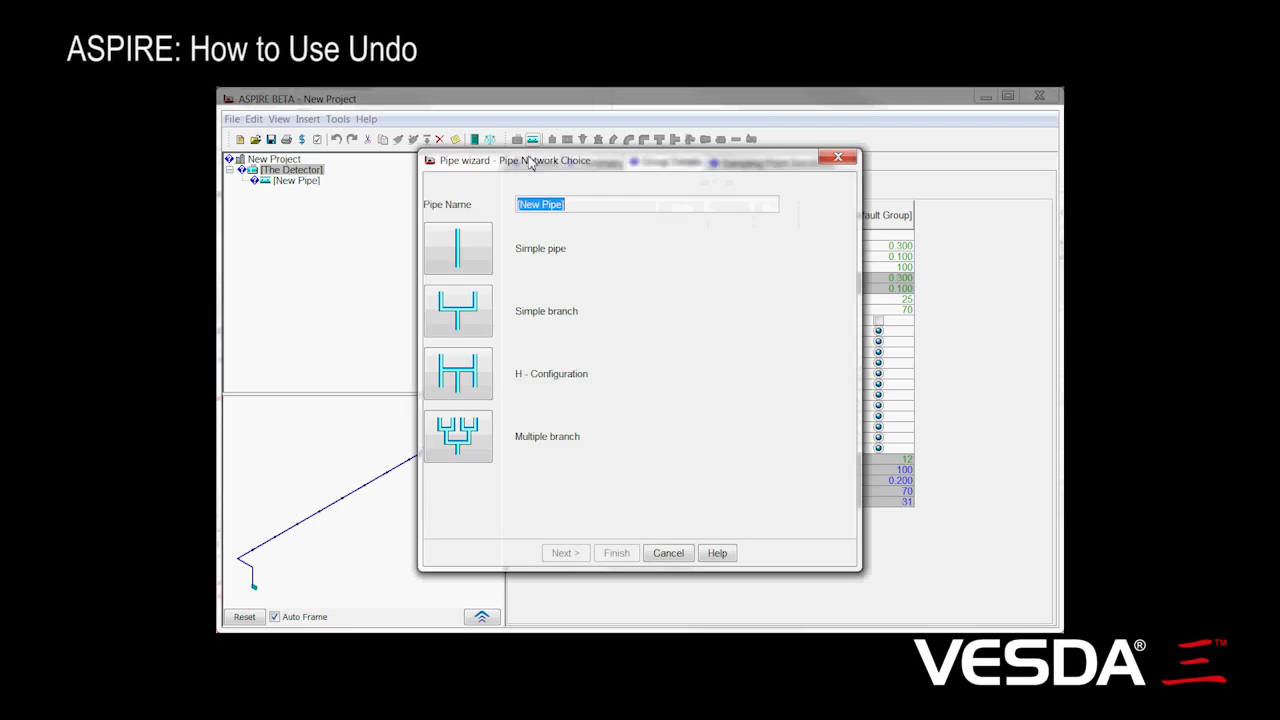 ASPIRE: How to Use Undo
ASPIRE BETA - New Project
File Edit View Insert Tools Help
New Project
[The Detector]
[New Pipe]
Pipe wizard - Pipe Network Choice
Pipe Name
[New Pipe]
Simple pipe
Simple branch
H - Configuration
Multiple branch
Next >
Finish
Cancel
Help
Group]
0.300
0.100
100
0.300
0.100
25
70
12
100
0.200
70
31
Reset
Auto Frame
VESDA® ™